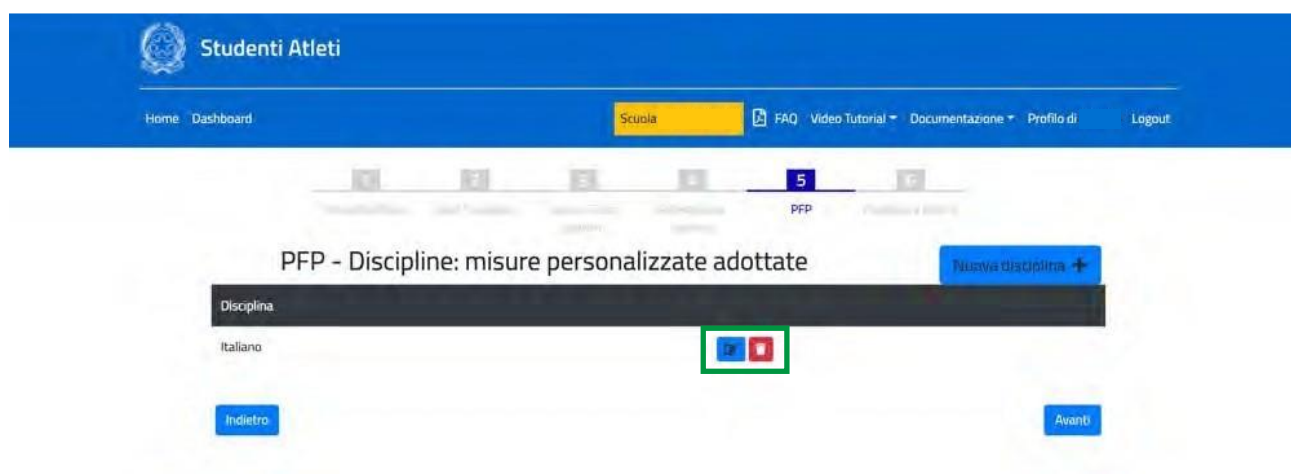 Studenti Atleti
Home Dashboard Scuola FAQ Video Tutorial Documentazione Profilo di Logout
5
PFP
PFP - Discipline: misure personalizzate adottate
Nuova disciplina +
Disciplina
Italiano
Indietro
Avanti